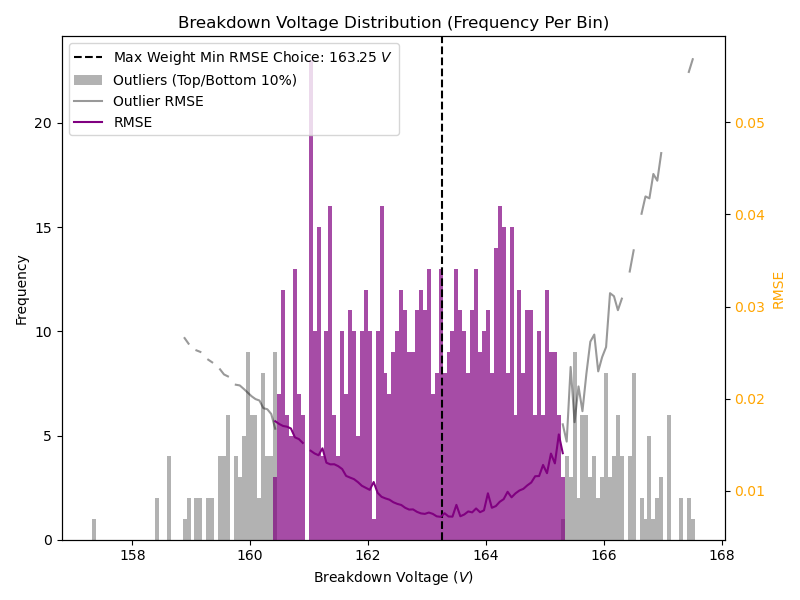 Breakdown Voltage Distribution (Frequency Per Bin)
Max Weight Min RMSE Choice: 163.25 V
Outliers (Top/Bottom 10%)
Outlier RMSE
RMSE
Frequency
0
5
10
15
20
158
160
162
164
166
168
Breakdown Voltage (V)
0.05
0.04
0.03
0.02
0.01
RMSE